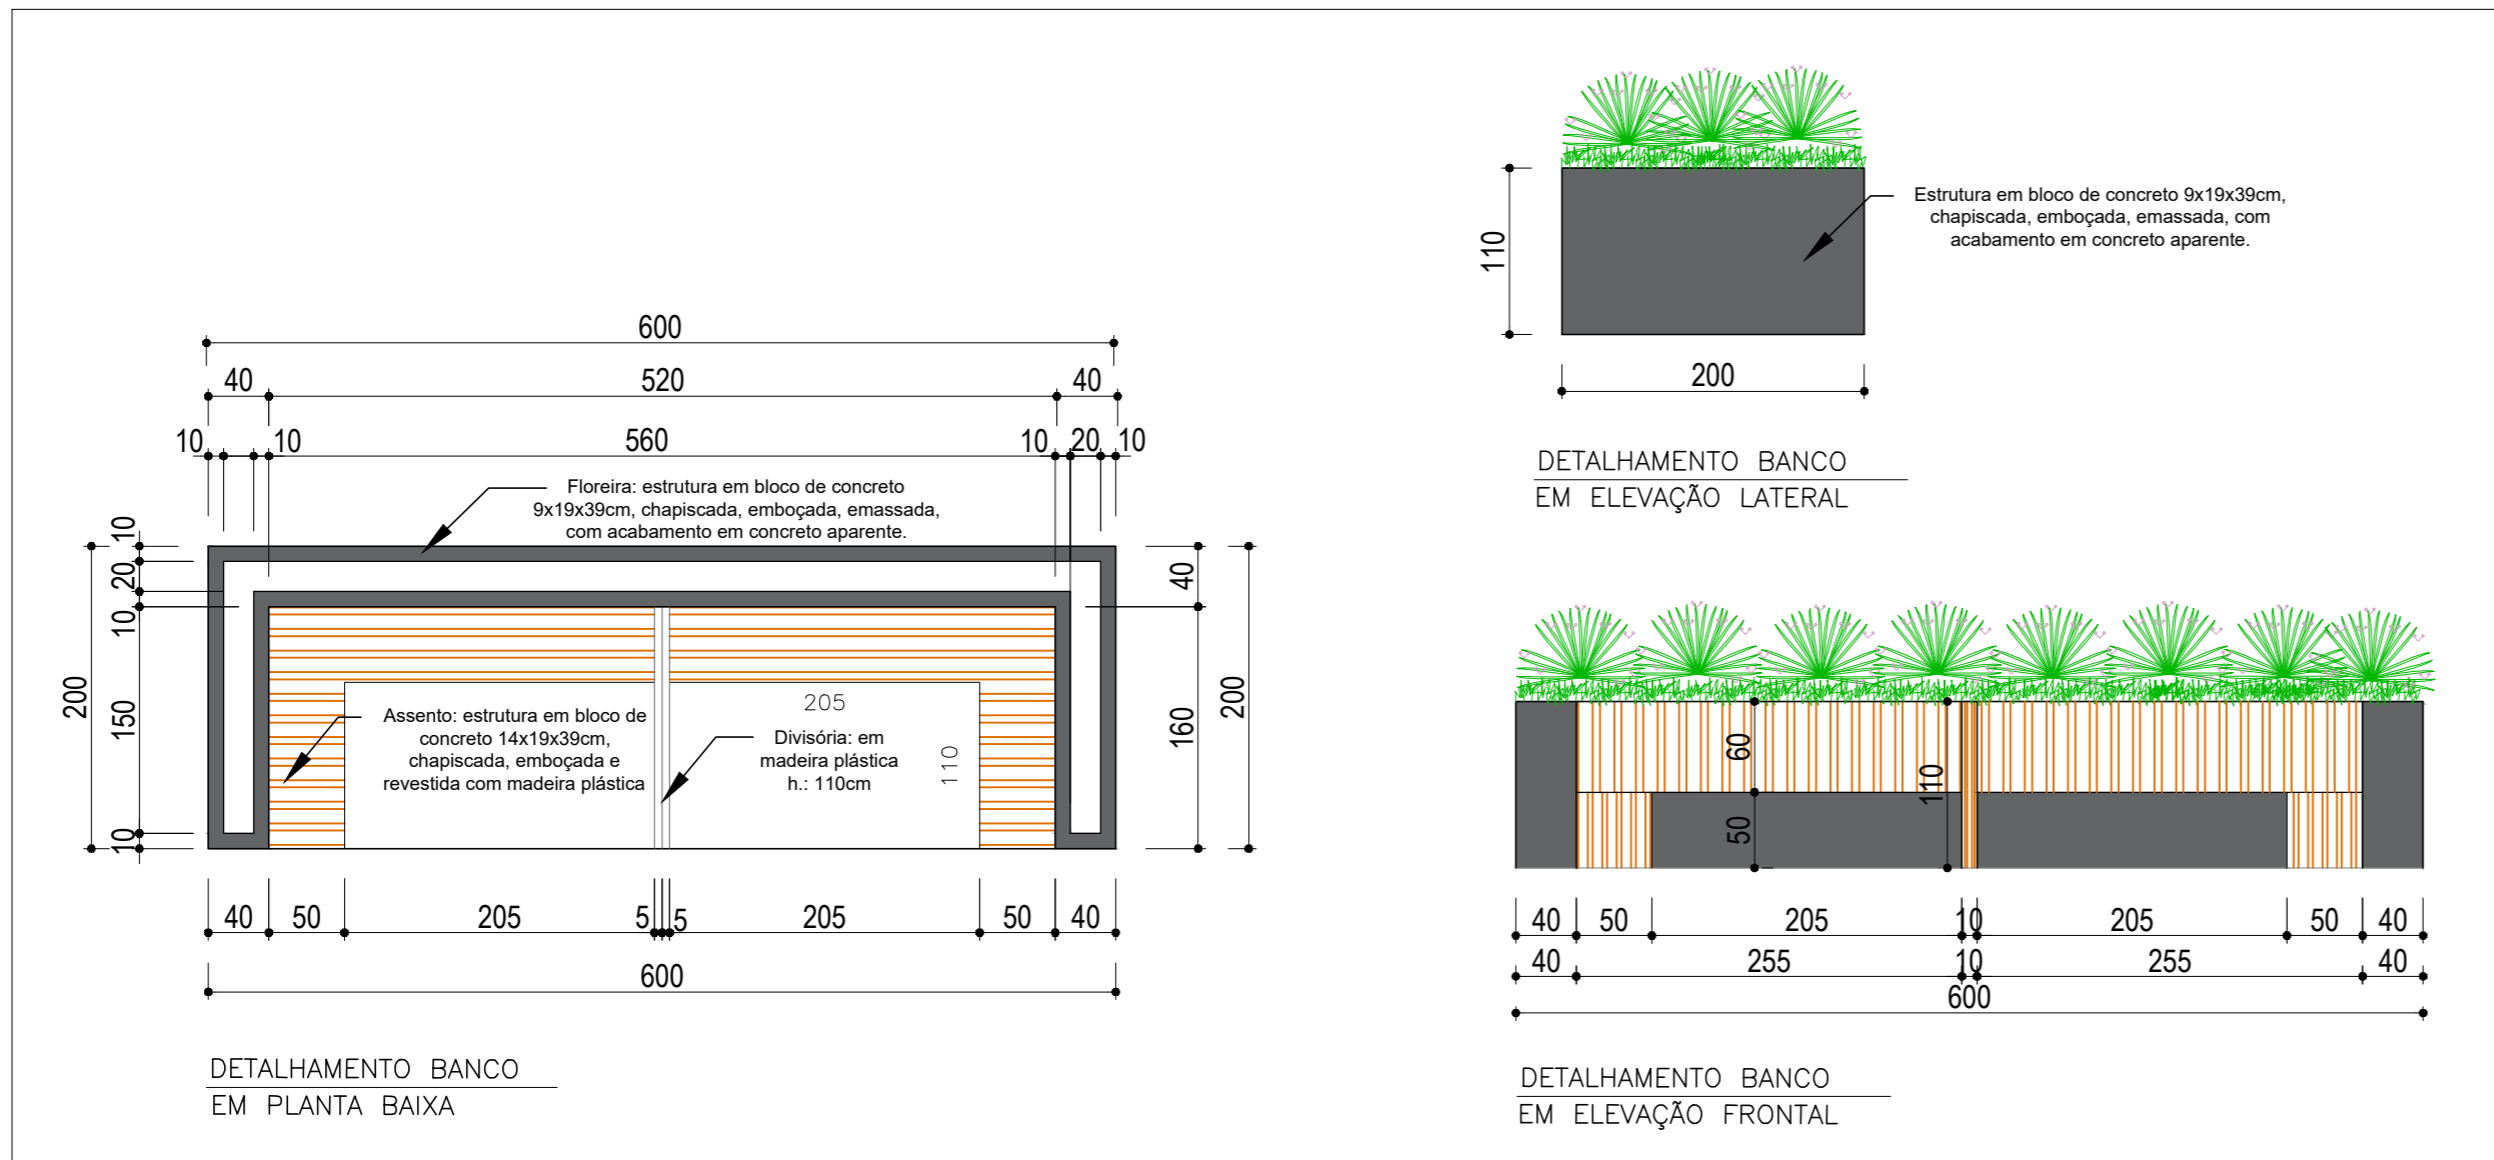 600
40 520 40
10 10 560 10 20 10
Floreira: estrutura em bloco de concreto
9x19x39cm, chapiscada, emboçada, emassada,
com acabamento em concreto aparente.
200
10
20
10
150
10
40
160
200
Assento: estrutura em bloco de
concreto 14x19x39cm,
chapiscada, emboçada e
revestida com madeira plástica
205
110
Divisória: em
madeira plástica
h.: 110cm
40 50 205 5 5 205 50 40
600
DETALHAMENTO BANCO
EM PLANTA BAIXA
110
Estrutura em bloco de concreto 9x19x39cm,
chapiscada, emboçada, emassada, com
acabamento em concreto aparente.
200
DETALHAMENTO BANCO
EM ELEVAÇÃO LATERAL
60
50
110
40 50 205 10 205 50 40
40 255 10 255 40
600
DETALHAMENTO BANCO
EM ELEVAÇÃO FRONTAL